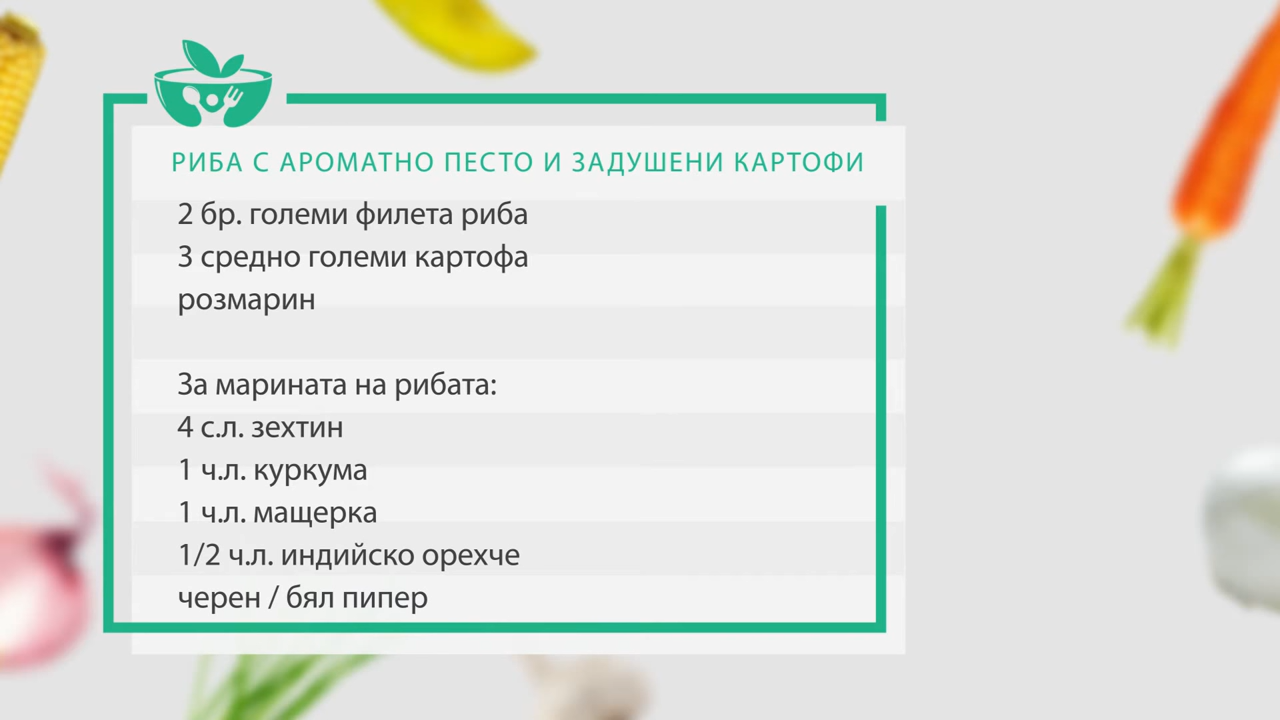 РИБА С АРОМАТНО ПЕСТО И ЗАДУШЕНИ КАРТОФИ
2 бр. големи филета риба
3 средно големи картофа
розмарин
За марината на рибата:
4 с.л. зехтин
1 ч.л. куркума
1 ч.л. мащерка
1/2 ч.л. индийско орехче
черен / бял пипер